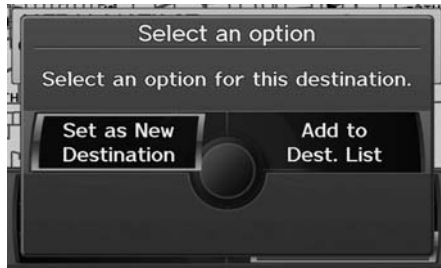 Select an option
Select an option for this destination.
Set as New
Destination
Add to
Dest. List